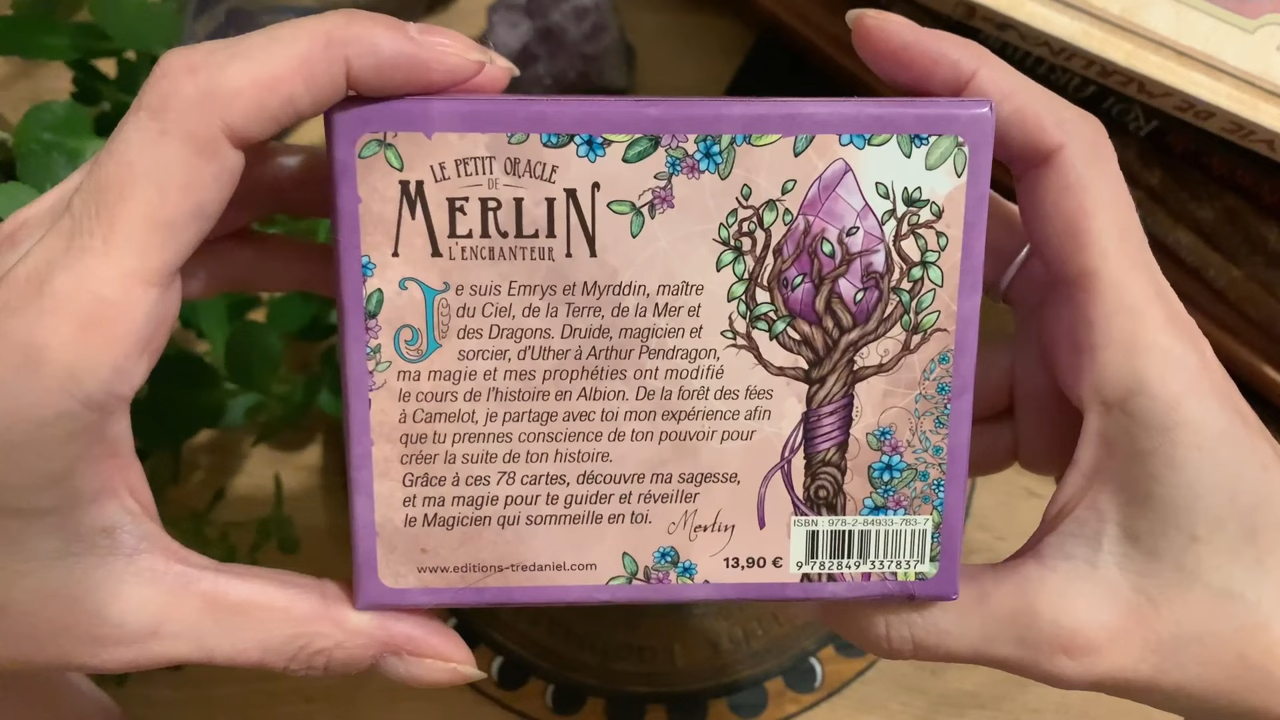 LE PETIT ORACLE
DE
MERLIN
L'ENCHANTEUR
Je suis Emrys et Myrddin, maître
du Ciel, de la Terre, de la Mer et
des Dragons. Druide, magicien et
sorcier, d'Uther à Arthur Pendragon,
ma magie et mes prophéties ont modifié
le cours de l'histoire en Albion. De la forêt des fées
à Camelot, je partage avec toi mon expérience afin
que tu prennes conscience de ton pouvoir pour
créer la suite de ton histoire.
Grâce à ces 78 cartes, découvre ma sagesse,
et ma magie pour te guider et réveiller
le Magicien qui sommeille en toi.
Merlin
www.editions-tredaniel.com
13,90 €
ISBN : 978-2-84933-783-7
9 782849 337837
VIE DE MERLIN
ROI ARTHUR